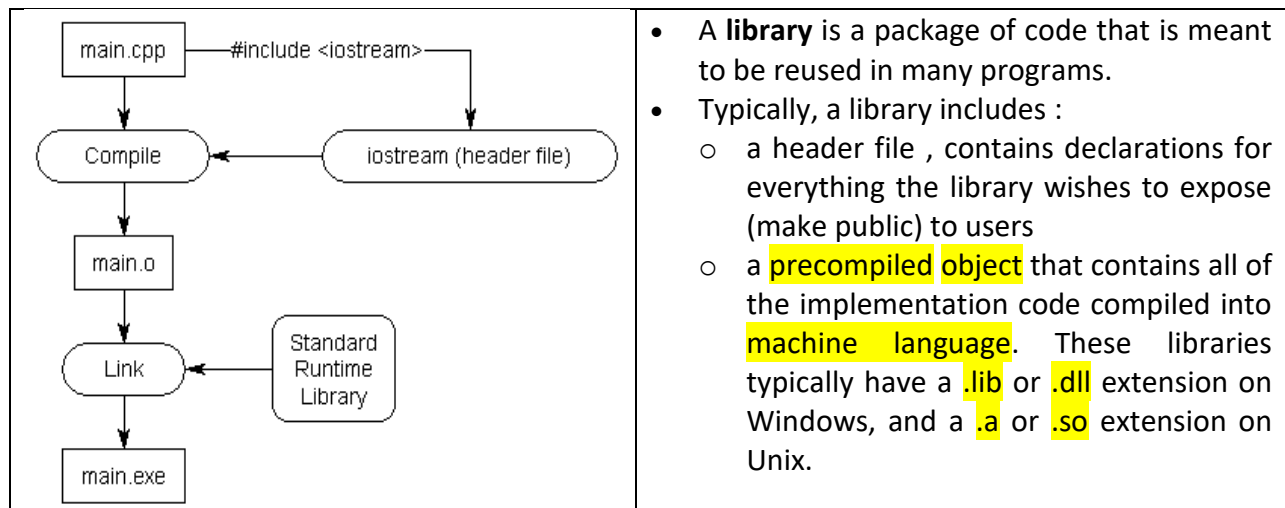 main.cpp
#include <iostream>
Compile
iostream (header file)
main.o
Link
Standard
Runtime
Library
main.exe
• A library is a package of code that is meant
to be reused in many programs.
• Typically, a library includes :
o a header file , contains declarations for
everything the library wishes to expose
(make public) to users
o a precompiled object that contains all of
the implementation code compiled into
machine language. These libraries
typically have a .lib or .dll extension on
Windows, and a .a or .so extension on
Unix.